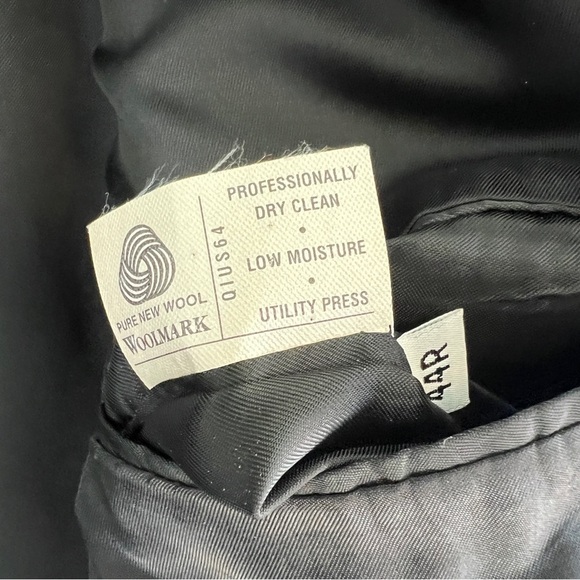 PURE NEW WOOL
WOOLMARK
QIUS64
PROFESSIONALLY
DRY CLEAN
•
LOW MOISTURE
•
UTILITY PRESS
44R